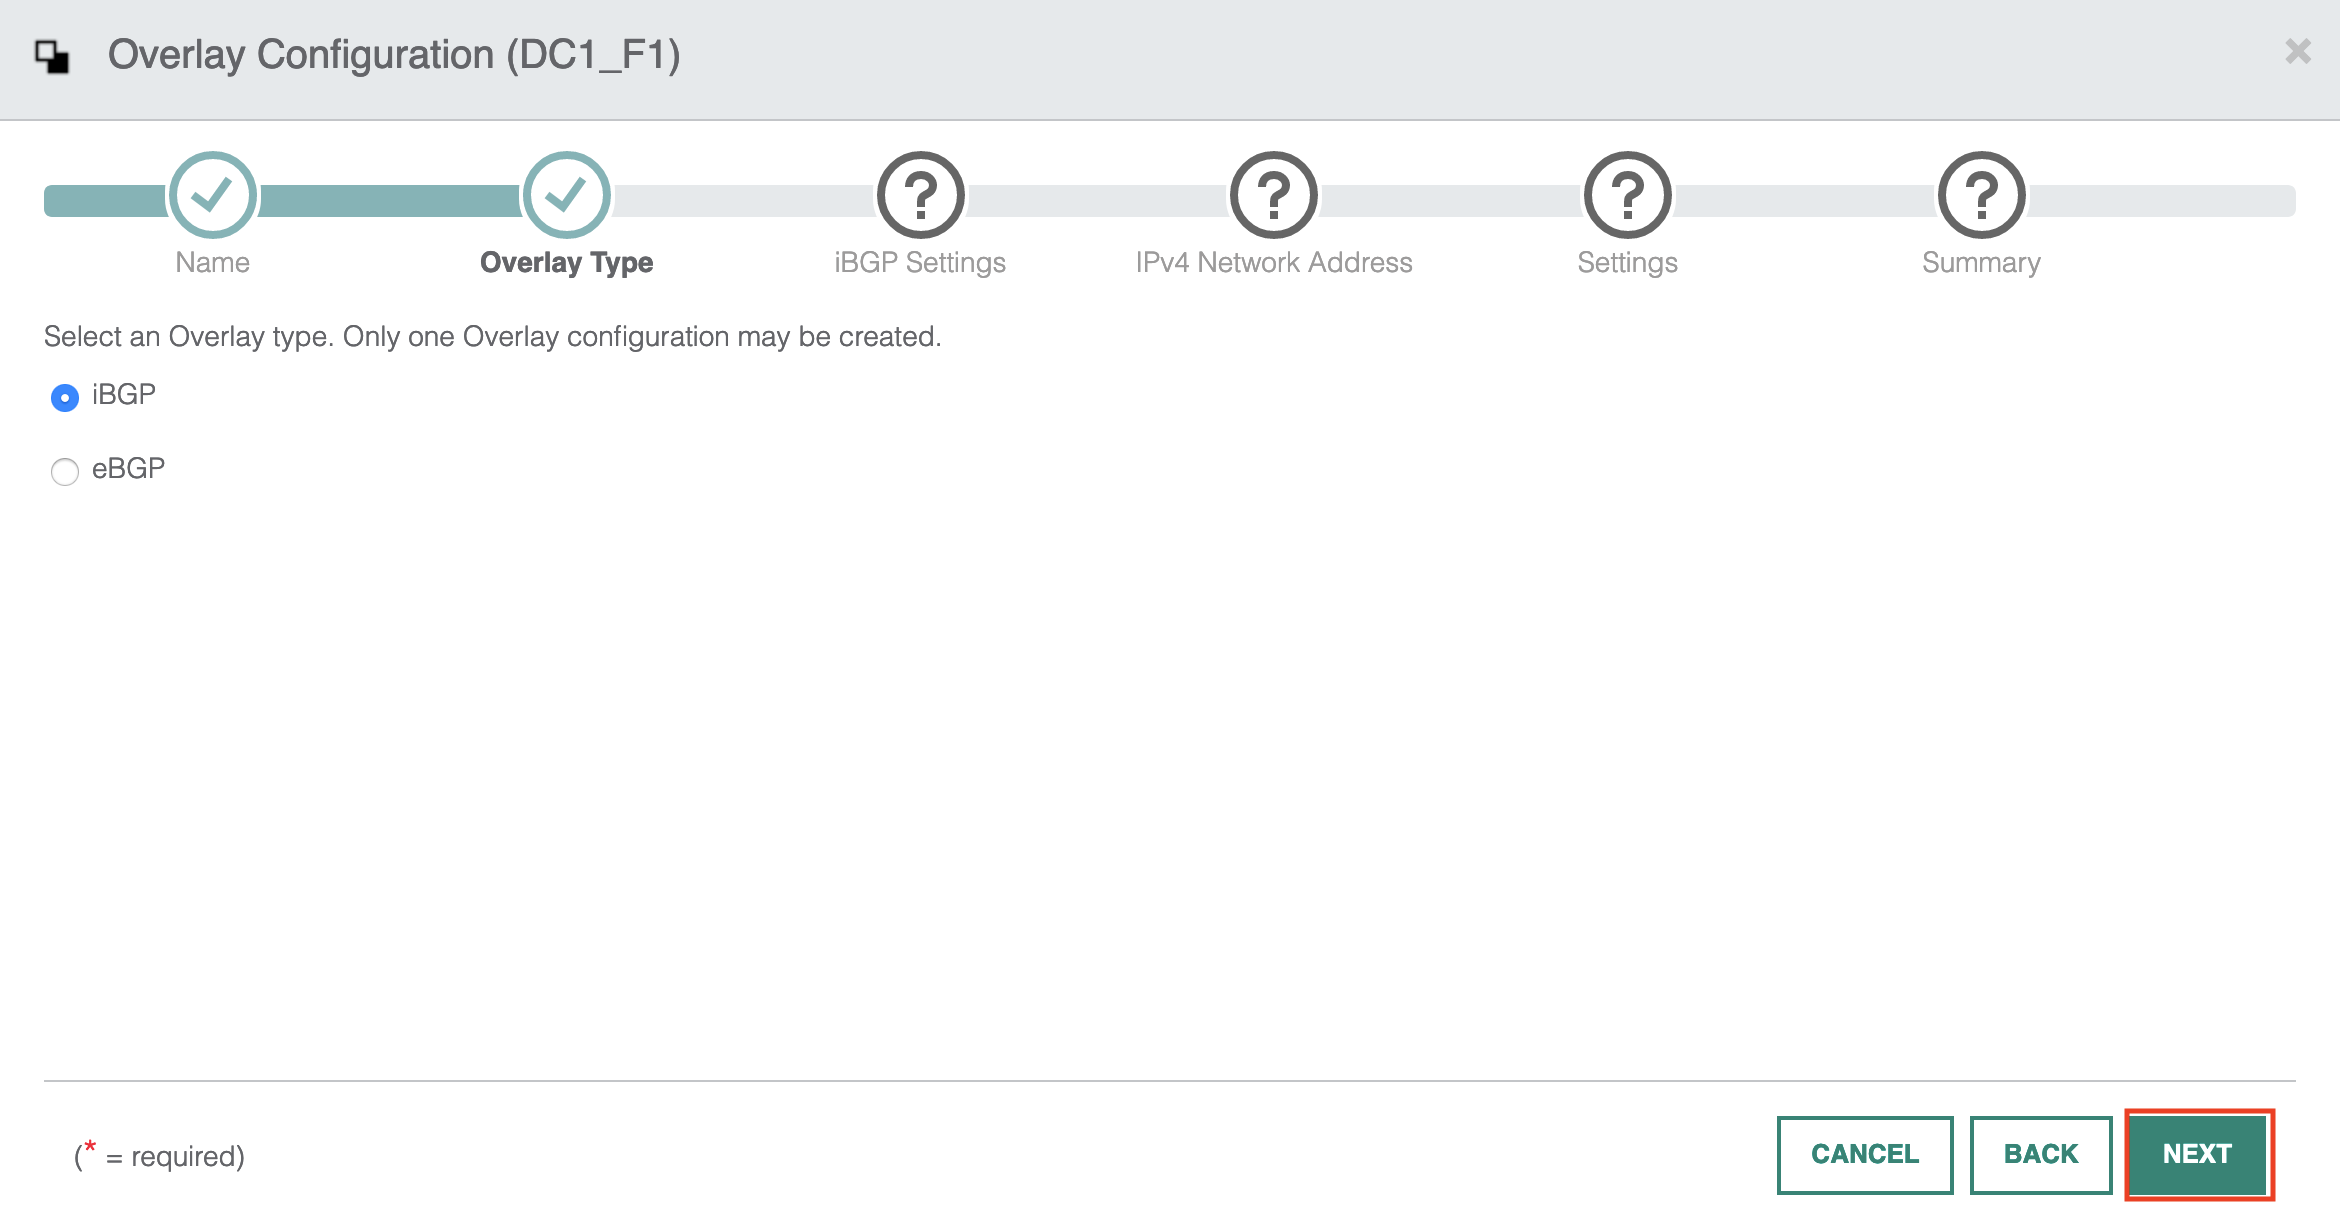 Overlay Configuration (DC1_F1)
Name
Overlay Type
iBGP Settings
IPv4 Network Address
Settings
Summary
Select an Overlay type. Only one Overlay configuration may be created.
iBGP
eBGP
(* = required)
CANCEL
BACK
NEXT